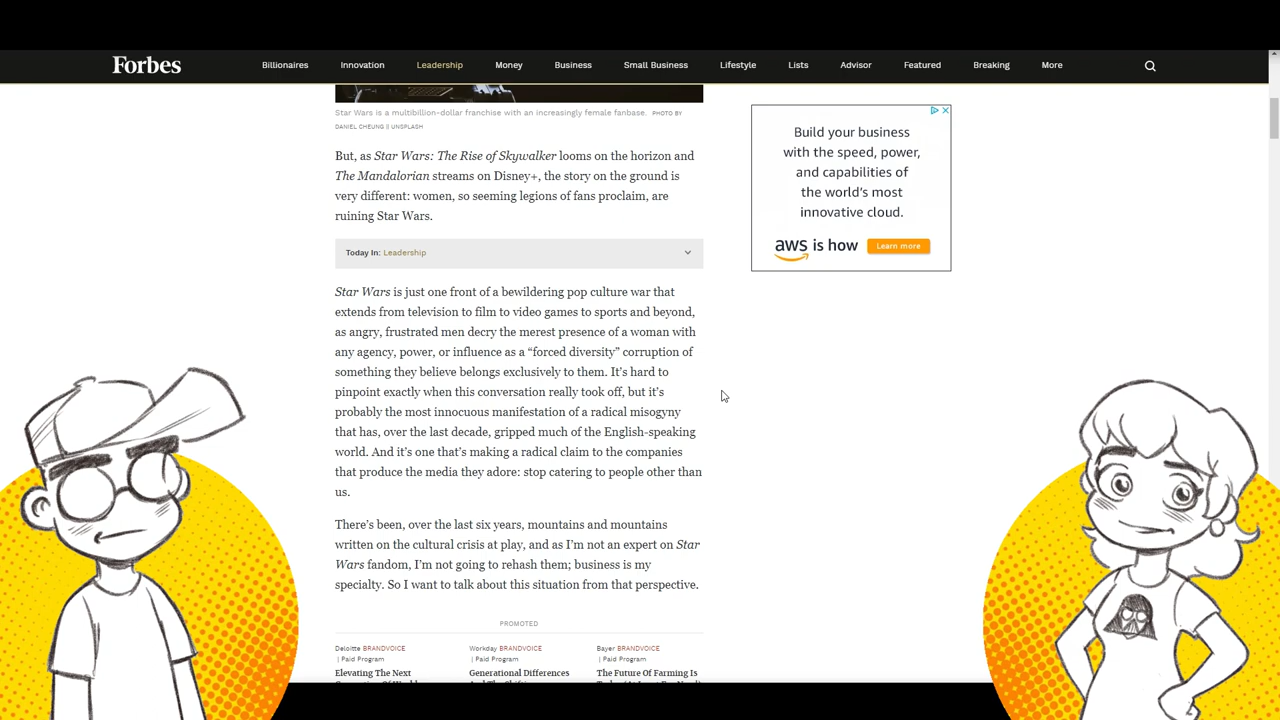 Forbes
Billionaires
Innovation
Leadership
Money
Business
Small Business
Lifestyle
Lists
Advisor
Featured
Breaking
More
Star Wars is a multibillion-dollar franchise with an increasingly female fanbase. PHOTO BY
DANIEL CHEUNG || UNSPLASH
But, as Star Wars: The Rise of Skywalker looms on the horizon and
The Mandalorian streams on Disney+, the story on the ground is
very different: women, so seeming legions of fans proclaim, are
ruining Star Wars.
Today In: Leadership
Star Wars is just one front of a bewildering pop culture war that
extends from television to film to video games to sports and beyond,
as angry, frustrated men decry the merest presence of a woman with
any agency, power, or influence as a “forced diversity” corruption of
something they believe belongs exclusively to them. It’s hard to
pinpoint exactly when this conversation really took off, but it’s
probably the most innocuous manifestation of a radical misogyny
that has, over the last decade, gripped much of the English-speaking
world. And it’s one that’s making a radical claim to the companies
that produce the media they adore: stop catering to people other than
us.
There’s been, over the last six years, mountains and mountains
written on the cultural crisis at play, and as I’m not an expert on Star
Wars fandom, I’m not going to rehash them; business is my
specialty. So I want to talk about this situation from that perspective.
Build your business
with the speed, power,
and capabilities of
the world’s most
innovative cloud.
aws is how
Learn more
PROMOTED
Deloitte BRANDVOICE
| Paid Program
Elevating The Next
Workday BRANDVOICE
| Paid Program
Generational Differences
Bayer BRANDVOICE
| Paid Program
The Future Of Farming Is